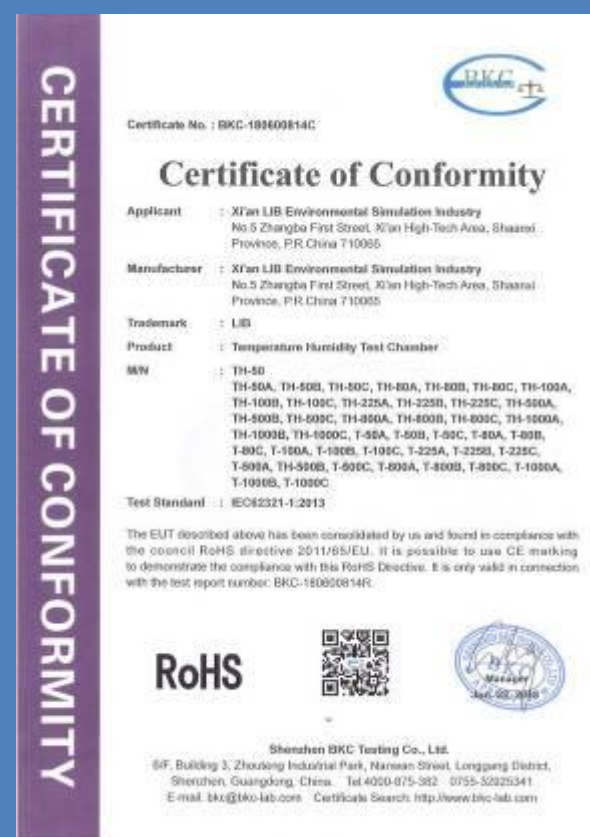 CERTIFICATE OF CONFORMITY
BKC
Certificate No. : BKC-180600814C
Certificate of Conformity
Applicant : Xi'an LIB Environmental Simulation Industry
No.5 Zhangba First Street, Xi'an High-Tech Area, Shaanxi
Province, P.R.China 710065
Manufacturer : Xi'an LIB Environmental Simulation Industry
No.5 Zhangba First Street, Xi'an High-Tech Area, Shaanxi
Province, P.R.China 710065
Trademark : LIB
Product : Temperature Humidity Test Chamber
M/N : TH-50
TH-50A, TH-50B, TH-50C, TH-80A, TH-80B, TH-80C, TH-100A,
TH-100B, TH-100C, TH-225A, TH-225B, TH-225C, TH-500A,
TH-500B, TH-500C, TH-800A, TH-800B, TH-800C, TH-1000A,
TH-1000B, TH-1000C, T-50A, T-50B, T-50C, T-80A, T-80B,
T-80C, T-100A, T-100B, T-100C, T-225A, T-225B, T-225C,
T-500A, TH-500B, T-500C, T-800A, T-800B, T-800C, T-1000A,
T-1000B, T-1000C
Test Standard : IEC62321-1:2013
The EUT described above has been consolidated by us and found in compliance with
the council RoHS directive 2011/65/EU. It is possible to use CE marking
to demonstrate the compliance with this RoHS Directive. It is only valid in connection
with the test report number: BKC-180600814R.
RoHS
Manager
Shenzhen BKC Testing Co., Ltd.
6/F, Building 3, Zhouteng Industrial Park, Nanwan Street, Longgang District,
Shenzhen, Guangdong, China. Tel:4000-875-382 0755-32925341
E-mail: bkc@bkc-lab.com Certificate Search: http://www.bkc-lab.com